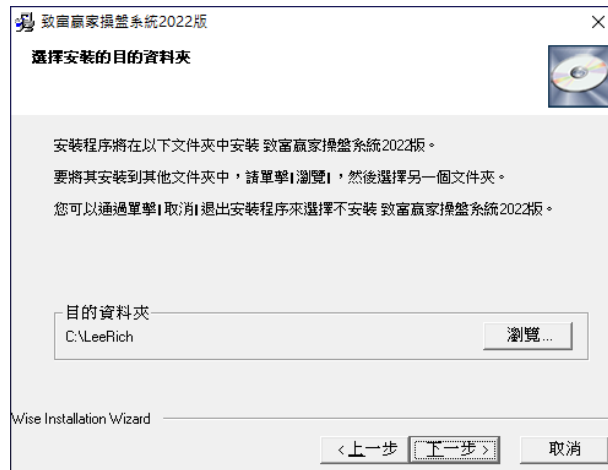 致富贏家操盤系統2022版
選擇安裝的目的資料夾
安裝程序將在以下文件夾中安裝 致富贏家操盤系統2022版。
要將其安裝到其他文件夾中，請單擊|瀏覽|，然後選擇另一個文件夾。
您可以通過單擊|取消|退出安裝程序來選擇不安裝 致富贏家操盤系統2022版。
目的資料夾
C:\LeeRich
瀏覽...
Wise Installation Wizard
<上一步 下一步> 取消